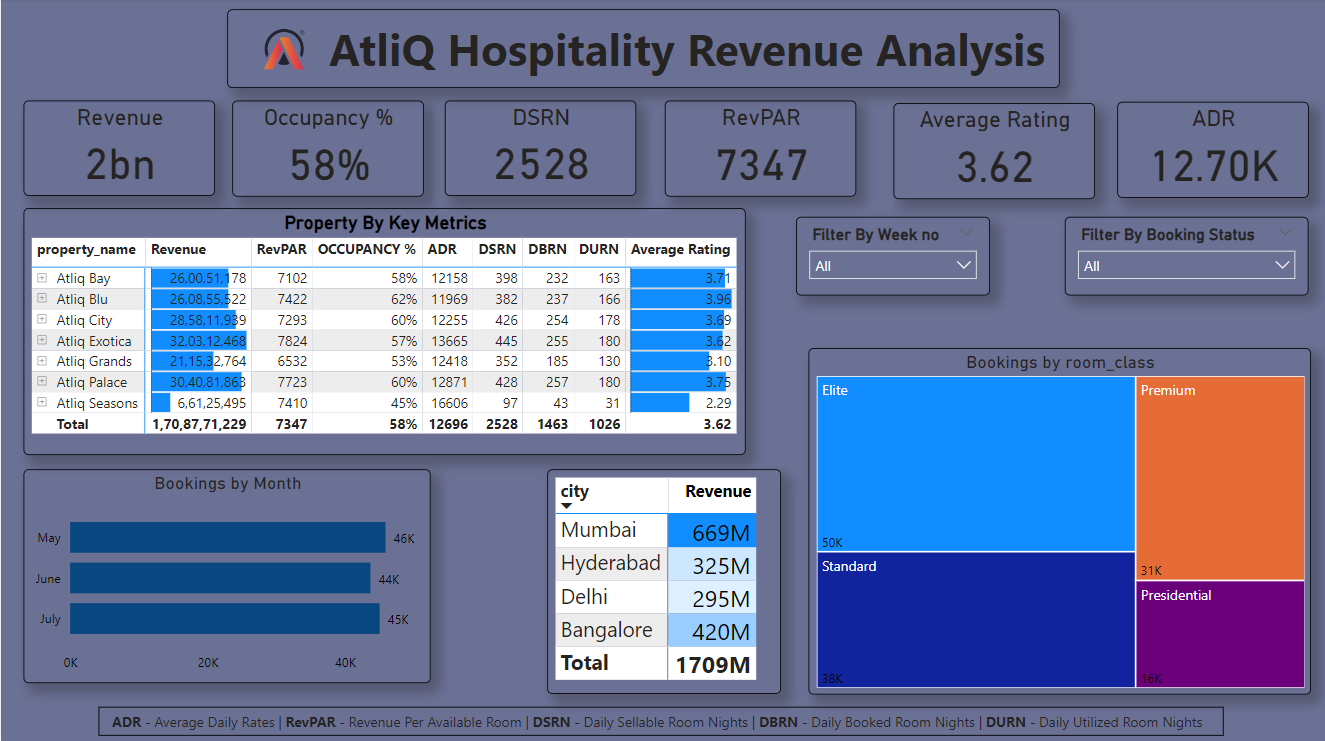 AtliQ Hospitality Revenue Analysis
Revenue
2bn
Occupancy %
58%
DSRN
2528
RevPAR
7347
Average Rating
3.62
ADR
12.70K
Property By Key Metrics
property_name Revenue RevPAR OCCUPANCY % ADR DSRN DBRN DURN Average Rating
Atliq Bay 26,00,51,178 7102 58% 12158 398 232 163 3.71
Atliq Blu 26,08,55,522 7422 62% 11969 382 237 166 3.96
Atliq City 28,58,11,939 7293 60% 12255 426 254 178 3.69
Atliq Exotica 32,03,12,468 7824 57% 13665 445 255 180 3.62
Atliq Grands 21,15,32,764 6532 53% 12418 352 185 130 3.10
Atliq Palace 30,40,81,863 7723 60% 12871 428 257 180 3.75
Atliq Seasons 6,61,25,495 7410 45% 16606 97 43 31 2.29
Total 1,70,87,71,229 7347 58% 12696 2528 1463 1026 3.62
Filter By Week no
All
Filter By Booking Status
All
Bookings by Month
May 46K
June 44K
July 45K
0K 20K 40K
city Revenue
Mumbai 669M
Hyderabad 325M
Delhi 295M
Bangalore 420M
Total 1709M
Bookings by room_class
Elite
50K
Standard
38K
Premium
31K
Presidential
16K
ADR - Average Daily Rates | RevPAR - Revenue Per Available Room | DSRN - Daily Sellable Room Nights | DBRN - Daily Booked Room Nights | DURN - Daily Utilized Room Nights